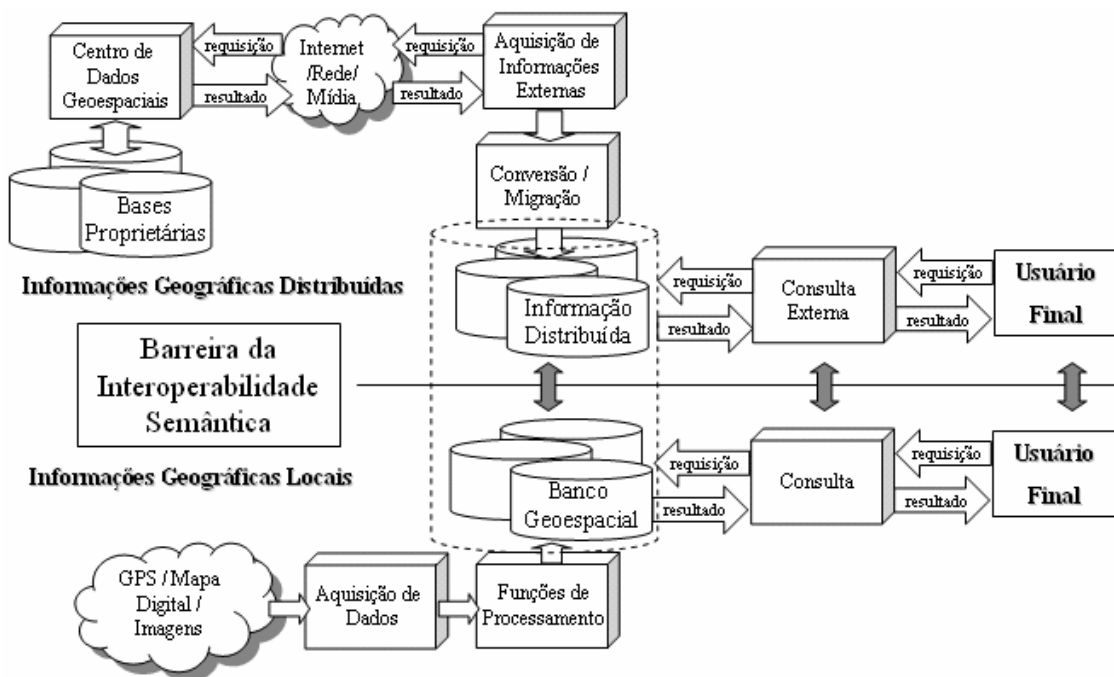 Centro de
Dados
Geoespaciais
requisição
resultado
Internet
/Rede/
Mídia
requisição
resultado
Aquisição de
Informações
Externas
Bases
Proprietárias
Conversão /
Migração
Informações Geográficas Distribuídas
Informação
Distribuída
requisição
resultado
Consulta
Externa
requisição
resultado
Usuário
Final
Barreira da
Interoperabilidade
Semântica
Informações Geográficas Locais
Banco
Geoespacial
requisição
resultado
Consulta
requisição
resultado
Usuário
Final
GPS / Mapa
Digital /
Imagens
Aquisição de
Dados
Funções de
Processamento